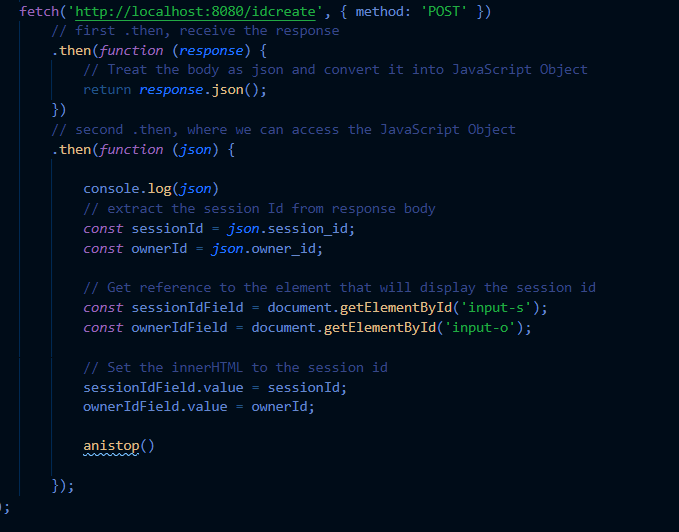 fetch('http://localhost:8080/idcreate', { method: 'POST' })
// first .then, receive the response
.then(function (response) {
// Treat the body as json and convert it into JavaScript Object
return response.json();
})
// second .then, where we can access the JavaScript Object
.then(function (json) {
console.log(json)
// extract the session Id from response body
const sessionId = json.session_id;
const ownerId = json.owner_id;
// Get reference to the element that will display the session id
const sessionIdField = document.getElementById('input-s');
const ownerIdField = document.getElementById('input-o');
// Set the innerHTML to the session id
sessionIdField.value = sessionId;
ownerIdField.value = ownerId;
anistop()
});
);